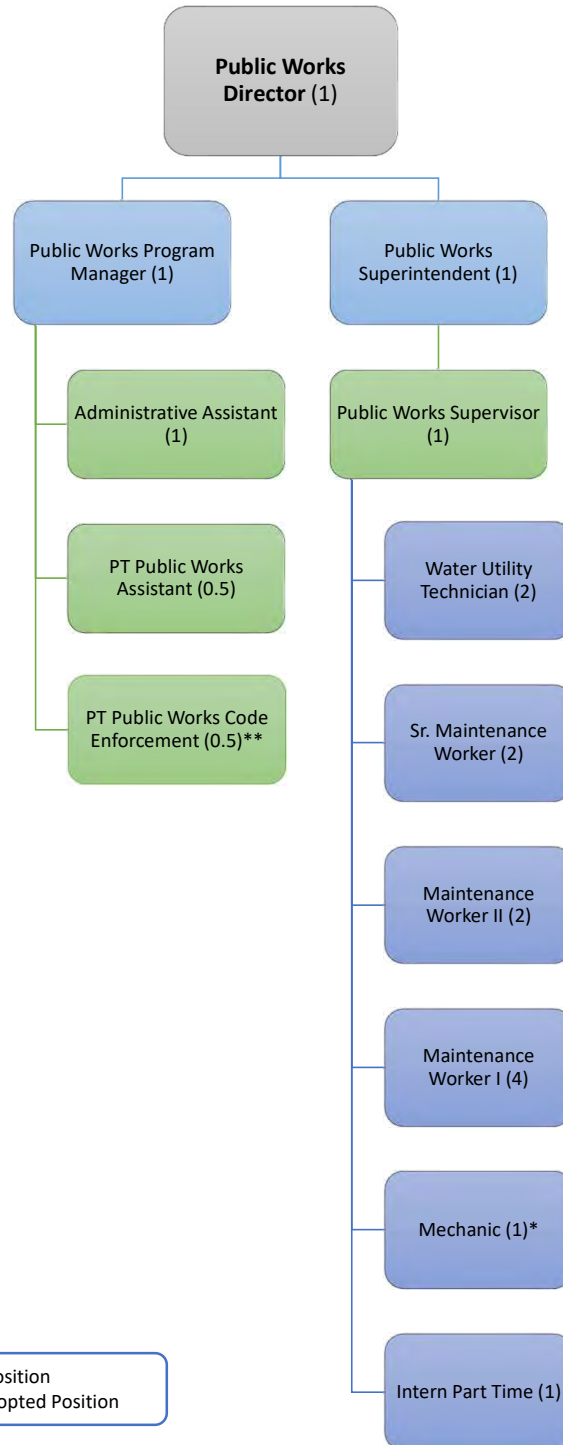 Public Works
Director (1)
Public Works Program
Manager (1)
Public Works
Superintendent (1)
Administrative Assistant
(1)
Public Works Supervisor
(1)
PT Public Works
Assistant (0.5)
Water Utility
Technician (2)
PT Public Works Code
Enforcement (0.5)**
Sr. Maintenance
Worker (2)
Maintenance
Worker II (2)
Maintenance
Worker I (4)
Mechanic (1)*
Intern Part Time (1)
Position